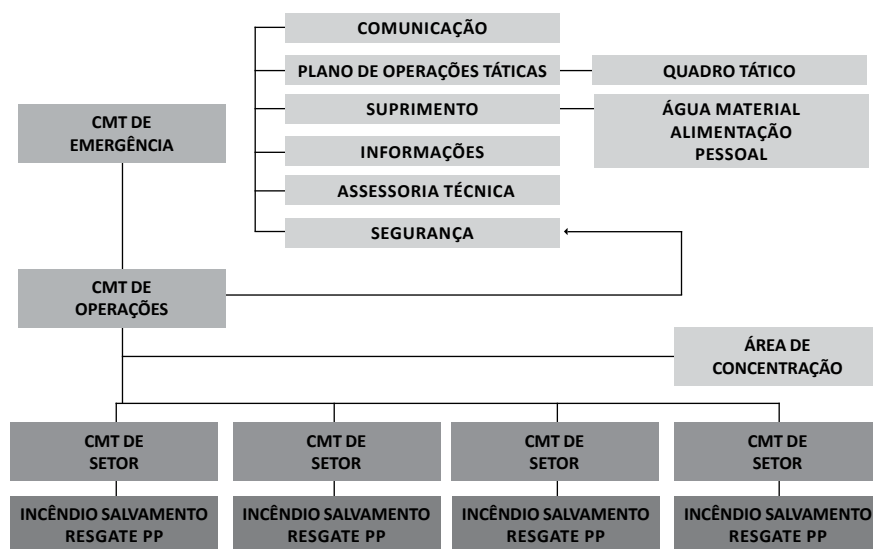 COMUNICAÇÃO
PLANO DE OPERAÇÕES TÁTICAS
QUADRO TÁTICO
SUPRIMENTO
ÁGUA MATERIAL
ALIMENTAÇÃO
PESSOAL
CMT DE
EMERGÊNCIA
INFORMAÇÕES
ASSESSORIA TÉCNICA
SEGURANÇA
CMT DE
OPERAÇÕES
ÁREA DE
CONCENTRAÇÃO
CMT DE
SETOR
CMT DE
SETOR
CMT DE
SETOR
CMT DE
SETOR
INCÊNDIO SALVAMENTO
RESGATE PP
INCÊNDIO SALVAMENTO
RESGATE PP
INCÊNDIO SALVAMENTO
RESGATE PP
INCÊNDIO SALVAMENTO
RESGATE PP